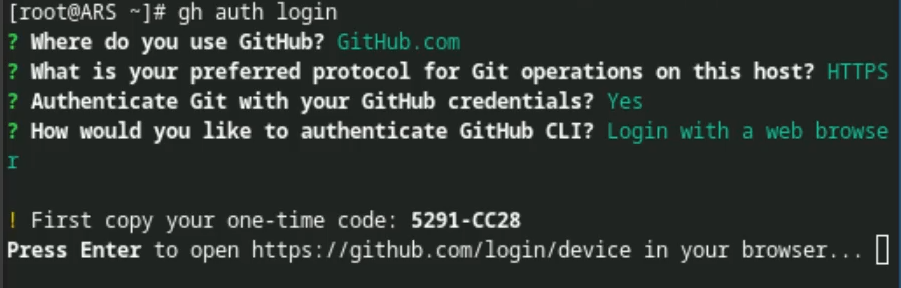 [root@ARS ~]# gh auth login
? Where do you use GitHub? GitHub.com
? What is your preferred protocol for Git operations on this host? HTTPS
? Authenticate Git with your GitHub credentials? Yes
? How would you like to authenticate GitHub CLI? Login with a web browse
r
! First copy your one-time code: 5291-CC28
Press Enter to open https://github.com/login/device in your browser...